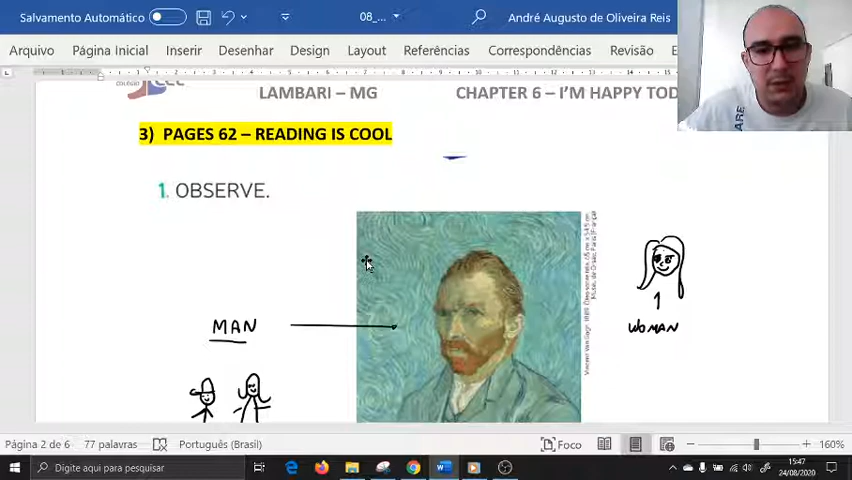 Salvamento Automático
08_...
André Augusto de Oliveira Reis
Arquivo Página Inicial Inserir Desenhar Design Layout Referências Correspondências Revisão E
LAMBARI – MG CHAPTER 6 – I'M HAPPY TOD
3) PAGES 62 – READING IS COOL
1. OBSERVE.
MAN
1
WOMAN
ARE
Página 2 de 6 77 palavras Português (Brasil) Foco 160%
Digite aqui para pesquisar
15:47
24/08/2020